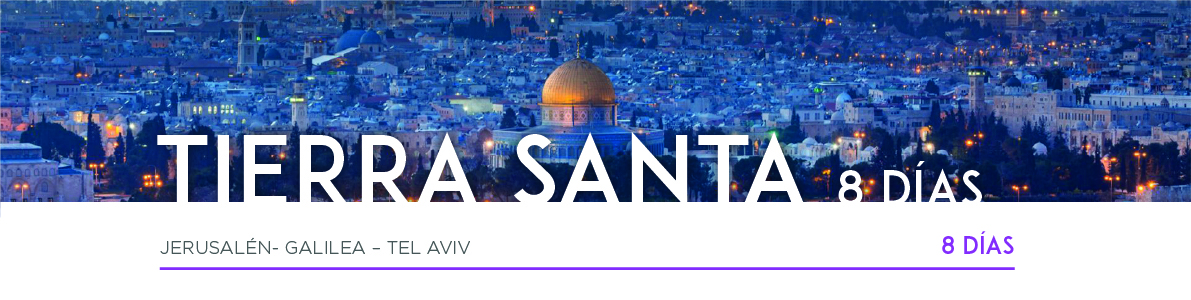 TIERRA SANTA 8 DÍAS
JERUSALÉN- GALILEA – TEL AVIV 8 DÍAS